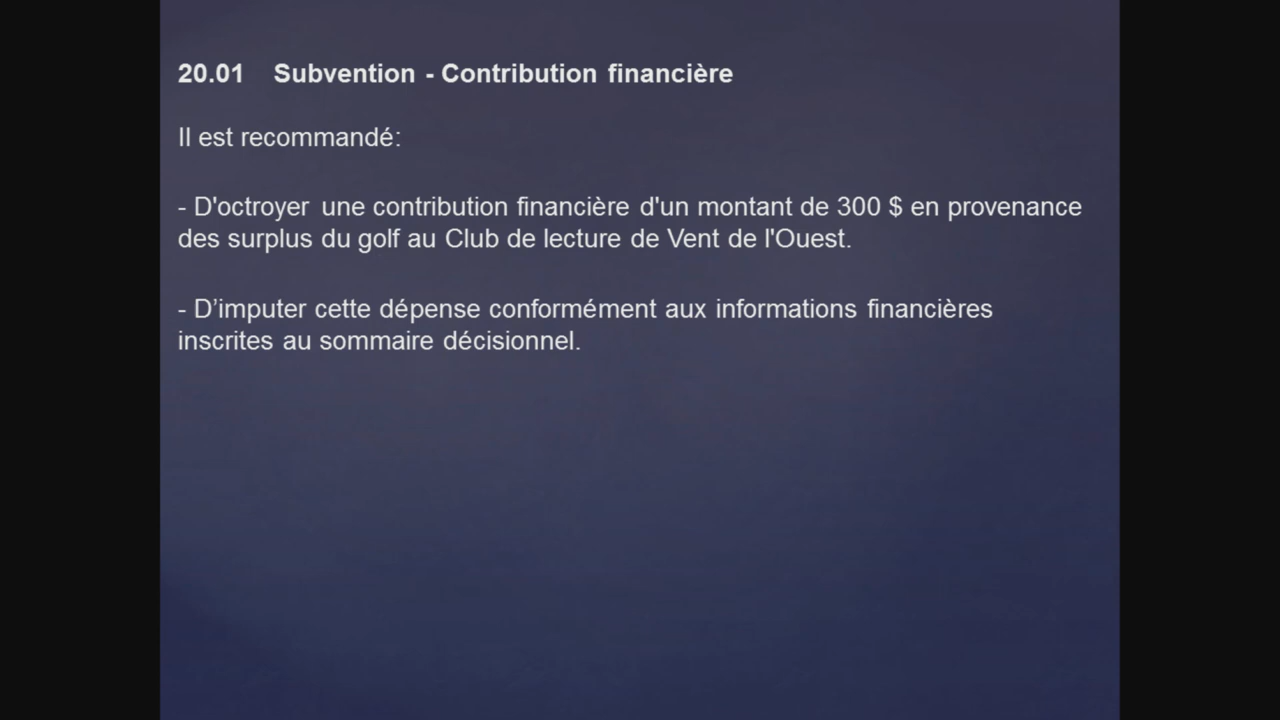 20.01 Subvention - Contribution financière
Il est recommandé:
- D'octroyer une contribution financière d'un montant de 300 $ en provenance
des surplus du golf au Club de lecture de Vent de l'Ouest.
- D’imputer cette dépense conformément aux informations financières
inscrites au sommaire décisionnel.